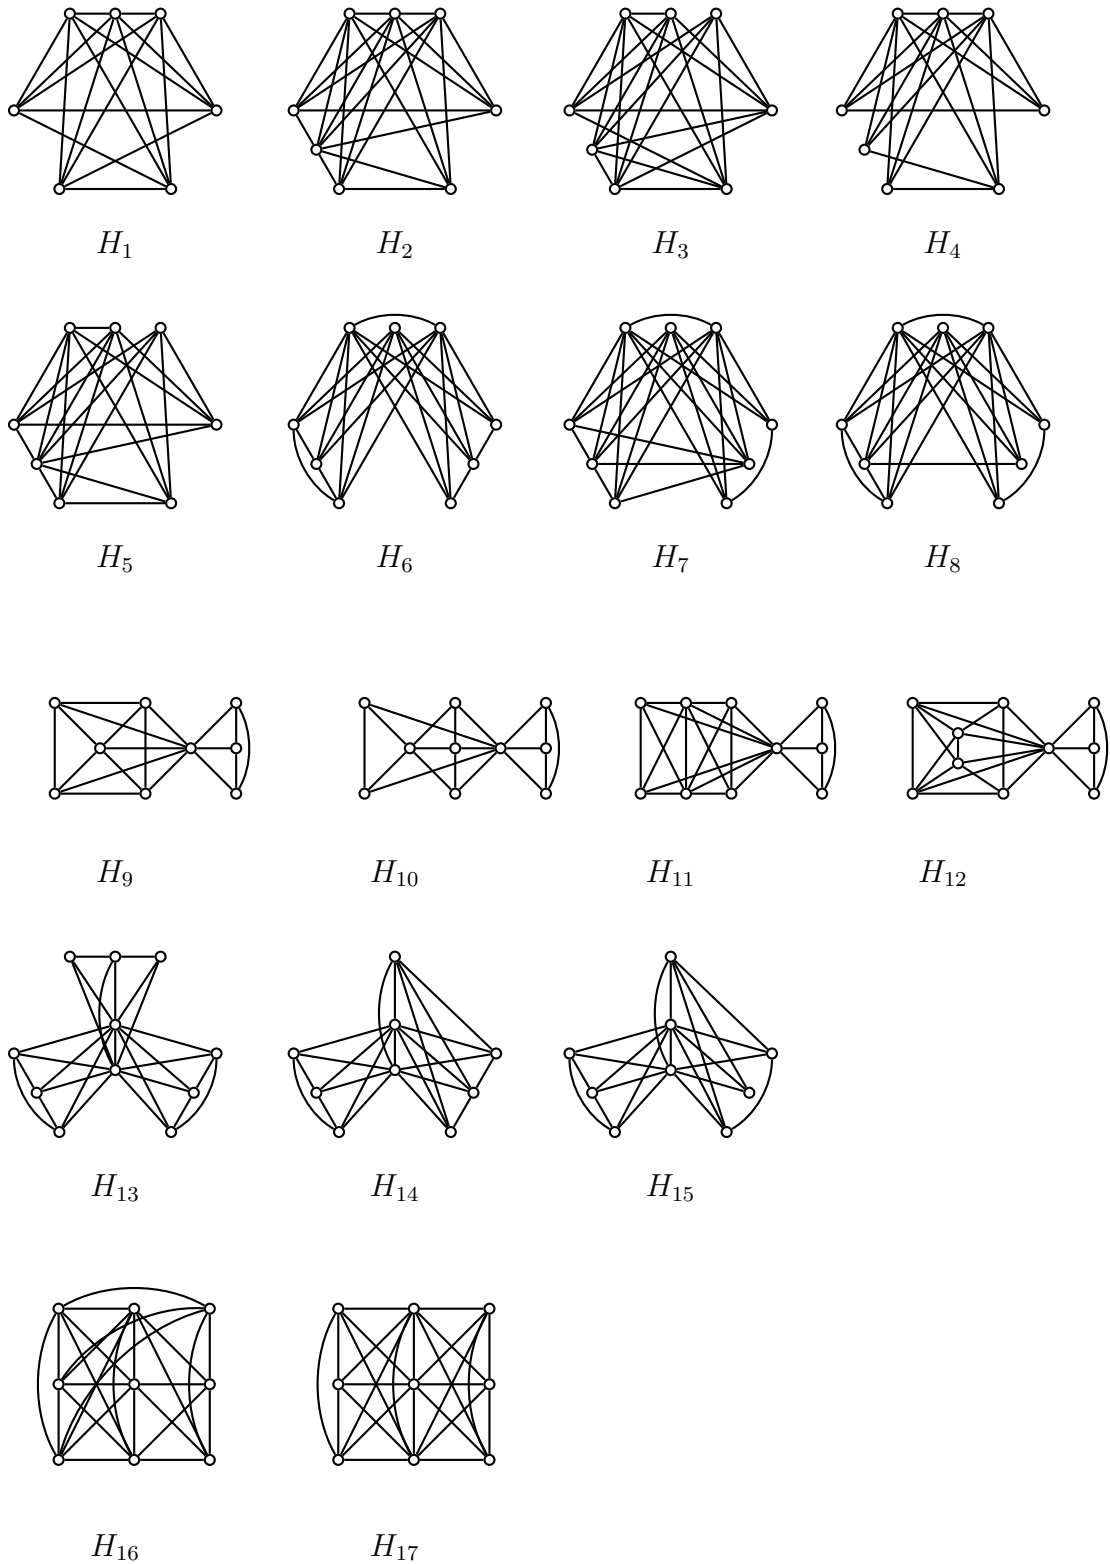 H₁ H₂ H₃ H₄
H₅ H₆ H₇ H₈
H₉ H₁₀ H₁₁ H₁₂
H₁₃ H₁₄ H₁₅
H₁₆ H₁₇